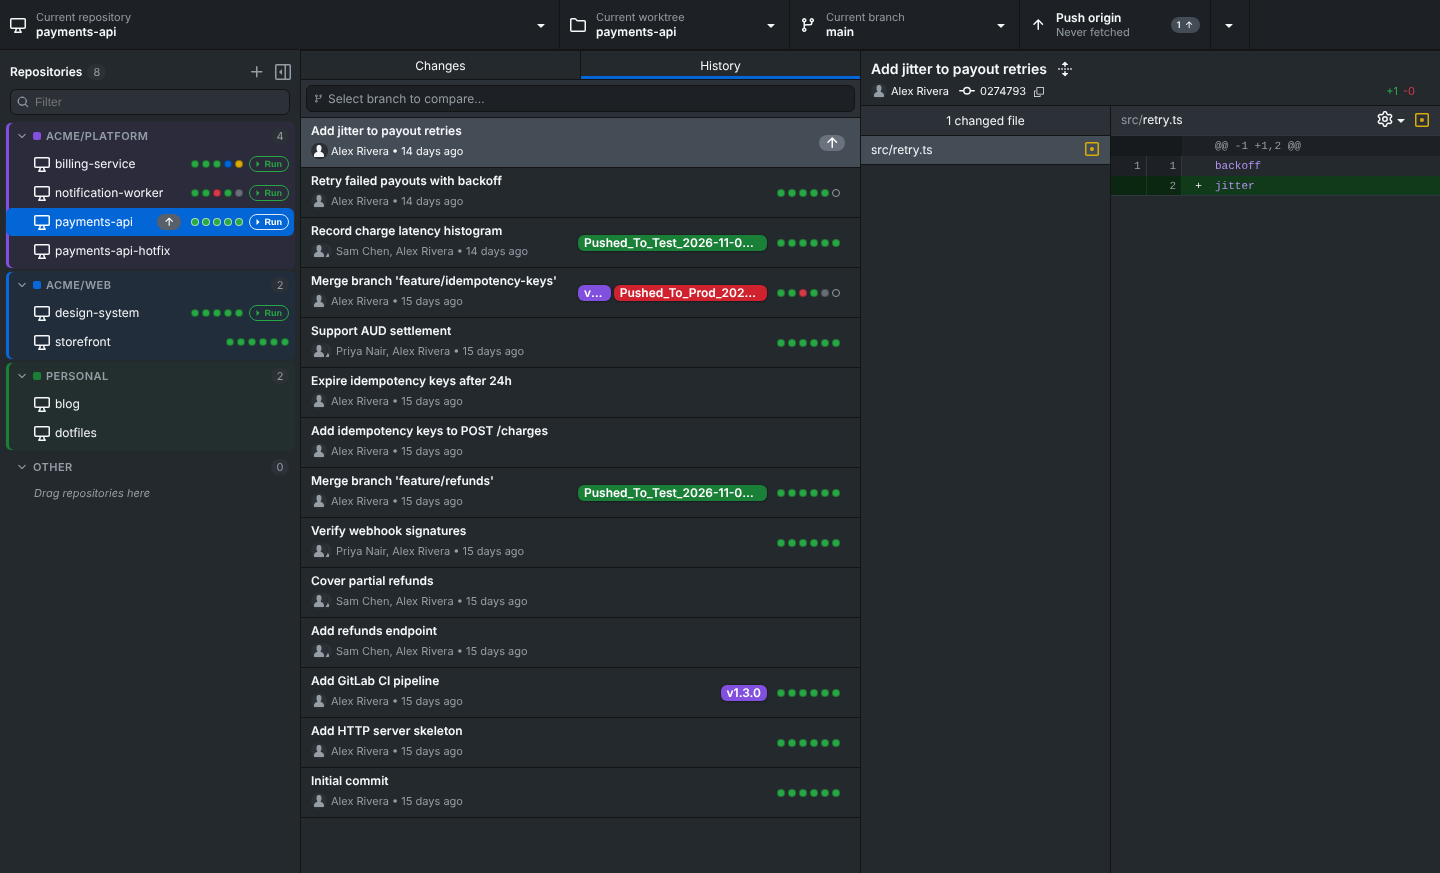 Current repository
payments-api
Current worktree
payments-api
Current branch
main
Push origin
Never fetched
1
Repositories 8
Filter
ACME/PLATFORM 4
billing-service Run
notification-worker Run
payments-api Run
payments-api-hotfix
ACME/WEB 2
design-system Run
storefront
PERSONAL 2
blog
dotfiles
OTHER 0
Drag repositories here
Changes
History
Select branch to compare...
Add jitter to payout retries
Alex Rivera • 14 days ago
Retry failed payouts with backoff
Alex Rivera • 14 days ago
Record charge latency histogram
Sam Chen, Alex Rivera • 14 days ago
Pushed_To_Test_2026-11-0...
Merge branch 'feature/idempotency-keys'
Alex Rivera • 15 days ago
v...
Pushed_To_Prod_202...
Support AUD settlement
Priya Nair, Alex Rivera • 15 days ago
Expire idempotency keys after 24h
Alex Rivera • 15 days ago
Add idempotency keys to POST /charges
Alex Rivera • 15 days ago
Merge branch 'feature/refunds'
Alex Rivera • 15 days ago
Pushed_To_Test_2026-11-0...
Verify webhook signatures
Priya Nair, Alex Rivera • 15 days ago
Cover partial refunds
Sam Chen, Alex Rivera • 15 days ago
Add refunds endpoint
Sam Chen, Alex Rivera • 15 days ago
Add GitLab CI pipeline
Alex Rivera • 15 days ago
v1.3.0
Add HTTP server skeleton
Alex Rivera • 15 days ago
Initial commit
Alex Rivera • 15 days ago
Add jitter to payout retries
Alex Rivera 0274793
+1 -0
1 changed file
src/retry.ts
src/retry.ts
@@ -1 +1,2 @@
1 1 backoff
2 + jitter